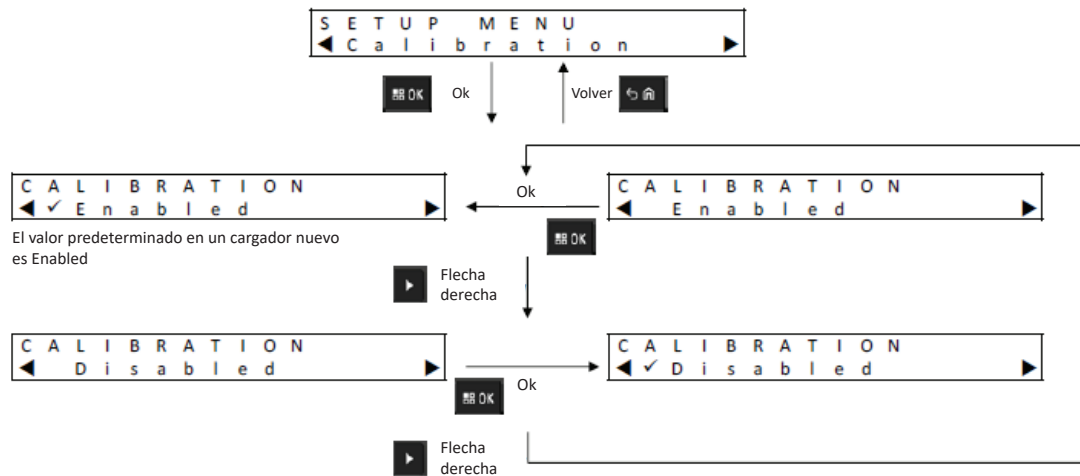 SETUP MENU
◀Calibration▶
OK Ok Volver
CALIBRATION
◀✓Enabled▶
Ok
OK
CALIBRATION
◀ Enabled▶
El valor predeterminado en un cargador nuevo
es Enabled
Flecha
derecha
CALIBRATION
◀ Disabled▶
Ok
OK
CALIBRATION
◀✓Disabled▶
Flecha
derecha